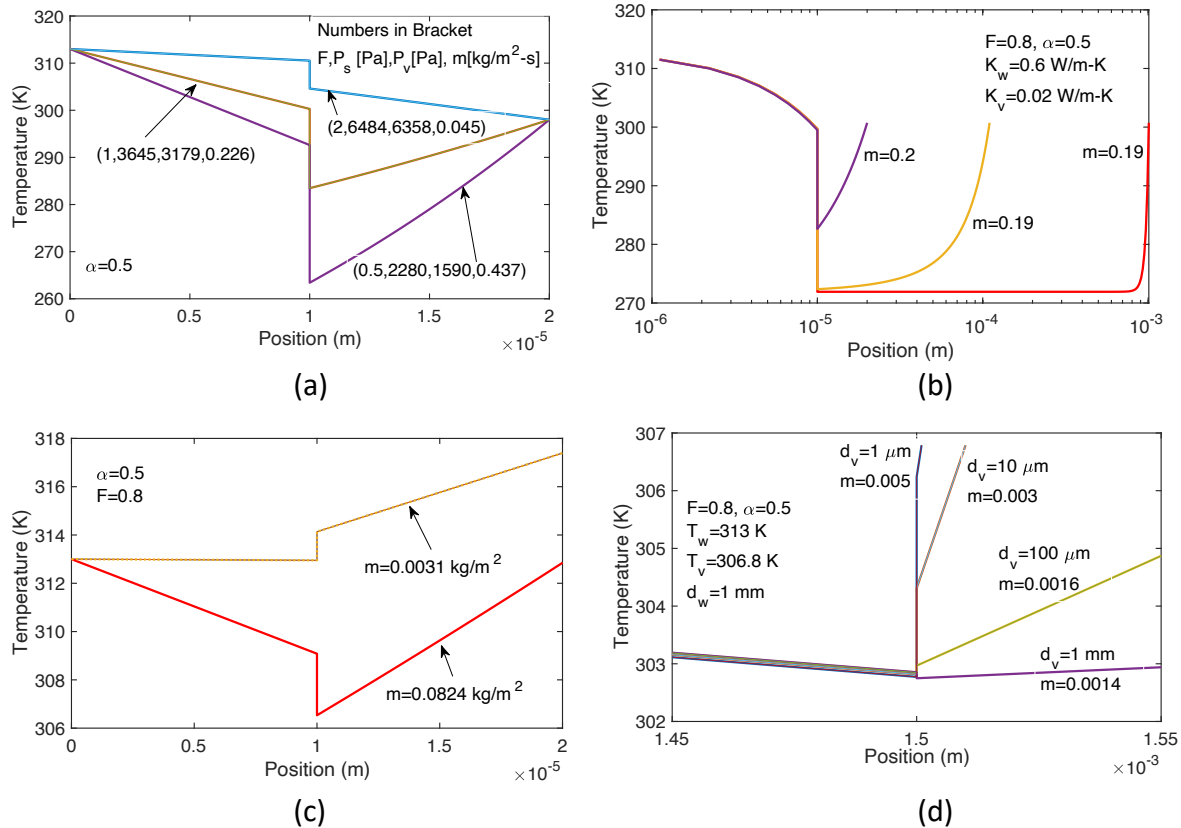 320
310
300
290
280
270
260
Temperature (K)
Numbers in Bracket
F,P_s [Pa],P_v[Pa], m[kg/m^2-s]
(2,6484,6358,0.045)
(1,3645,3179,0.226)
(0.5,2280,1590,0.437)
α=0.5
0 0.5 1 1.5 2
Position (m)
×10^-5
(a)
320
310
300
290
280
270
Temperature (K)
F=0.8, α=0.5
K_w=0.6 W/m-K
K_v=0.02 W/m-K
m=0.2
m=0.19
m=0.19
10^-6 10^-5 10^-4 10^-3
Position (m)
(b)
318
316
314
312
310
308
306
Temperature (K)
α=0.5
F=0.8
m=0.0031 kg/m^2
m=0.0824 kg/m^2
0 0.5 1 1.5 2
Position (m)
×10^-5
(c)
307
306
305
304
303
302
Temperature (K)
d_v=1 μm
m=0.005
d_v=10 μm
m=0.003
F=0.8, α=0.5
T_w=313 K
T_v=306.8 K
d_w=1 mm
d_v=100 μm
m=0.0016
d_v=1 mm
m=0.0014
1.45 1.5 1.55
Position (m)
×10^-3
(d)